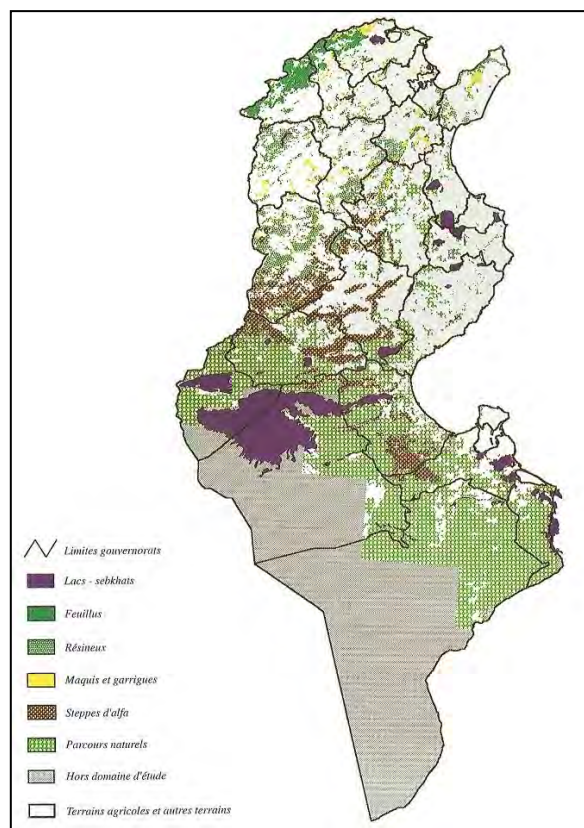 Limites gouvernorats
Lacs - sebkhats
Feuillus
Résineux
Maquis et garrigues
Steppes d'alfa
Parcours naturels
Hors domaine d'étude
Terrains agricoles et autres terrains